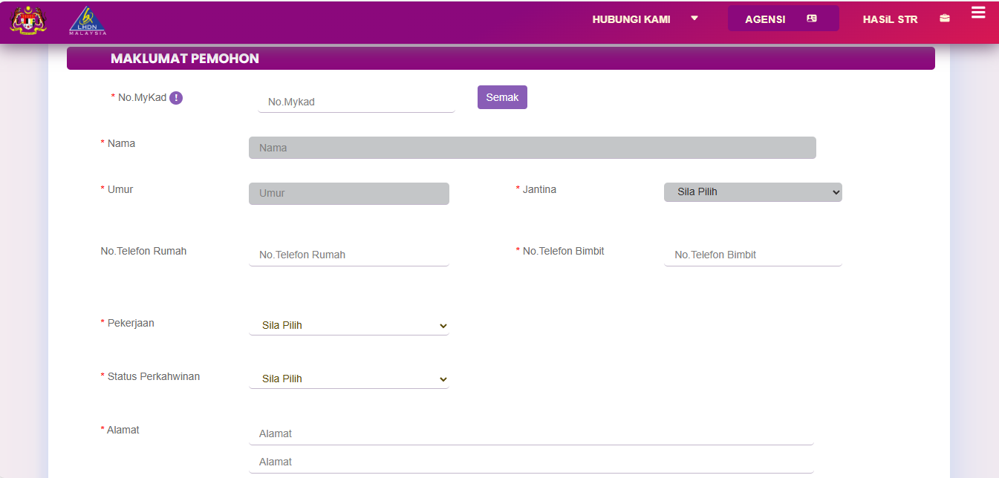 LHDN
MALAYSIA
HUBUNGI KAMI
AGENSI
HASiL STR
MAKLUMAT PEMOHON
* No.MyKad !
No.Mykad
Semak
* Nama
Nama
* Umur
Umur
* Jantina
Sila Pilih
No.Telefon Rumah
No.Telefon Rumah
* No.Telefon Bimbit
No.Telefon Bimbit
* Pekerjaan
Sila Pilih
* Status Perkahwinan
Sila Pilih
* Alamat
Alamat
Alamat